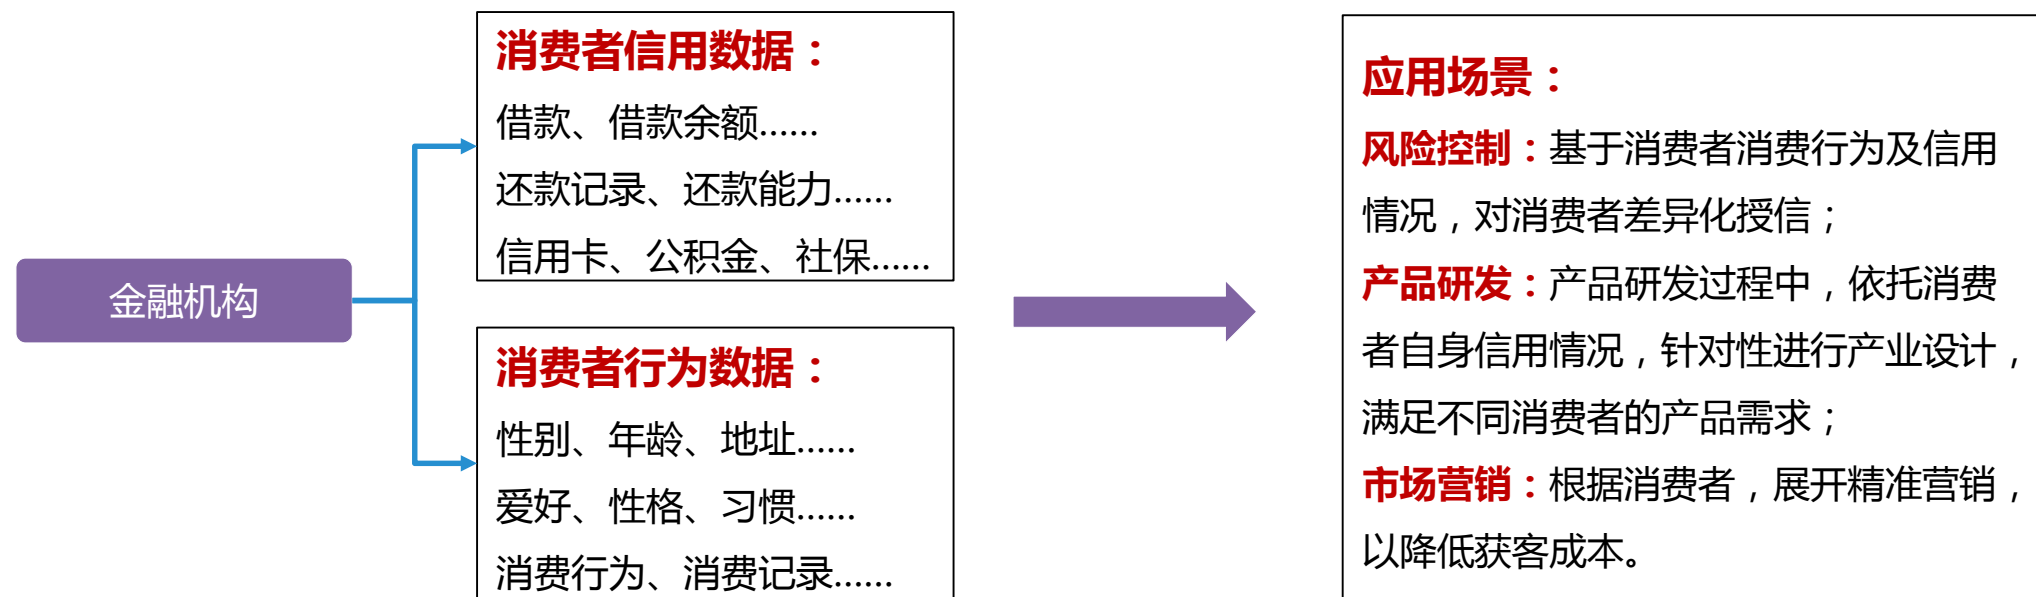 金融机构
消费者信用数据：
借款、借款余额......
还款记录、还款能力......
信用卡、公积金、社保......
消费者行为数据：
性别、年龄、地址......
爱好、性格、习惯......
消费行为、消费记录......
应用场景：
风险控制：基于消费者消费行为及信用
情况，对消费者差异化授信；
产品研发：产品研发过程中，依托消费
者自身信用情况，针对性进行产业设计，
满足不同消费者的产品需求；
市场营销：根据消费者，展开精准营销，
以降低获客成本。